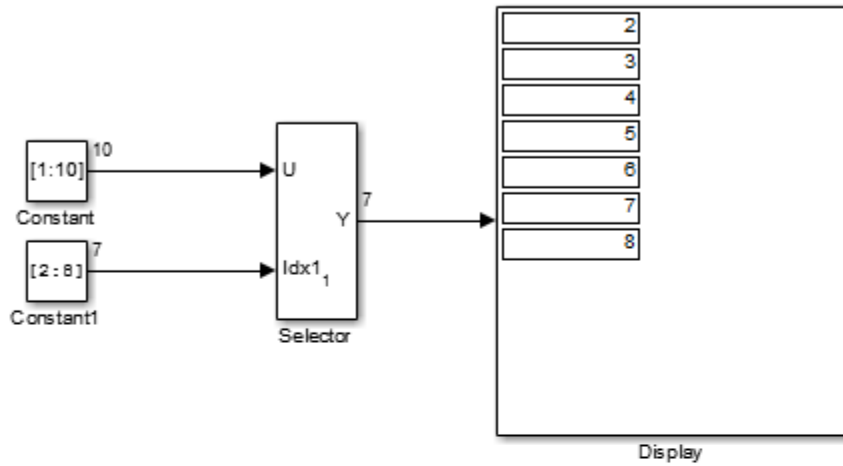 10
[1:10]
Constant
7
[2:8]
Constant1
U
Idx1 1
Y
Selector
7
2
3
4
5
6
7
8
Display